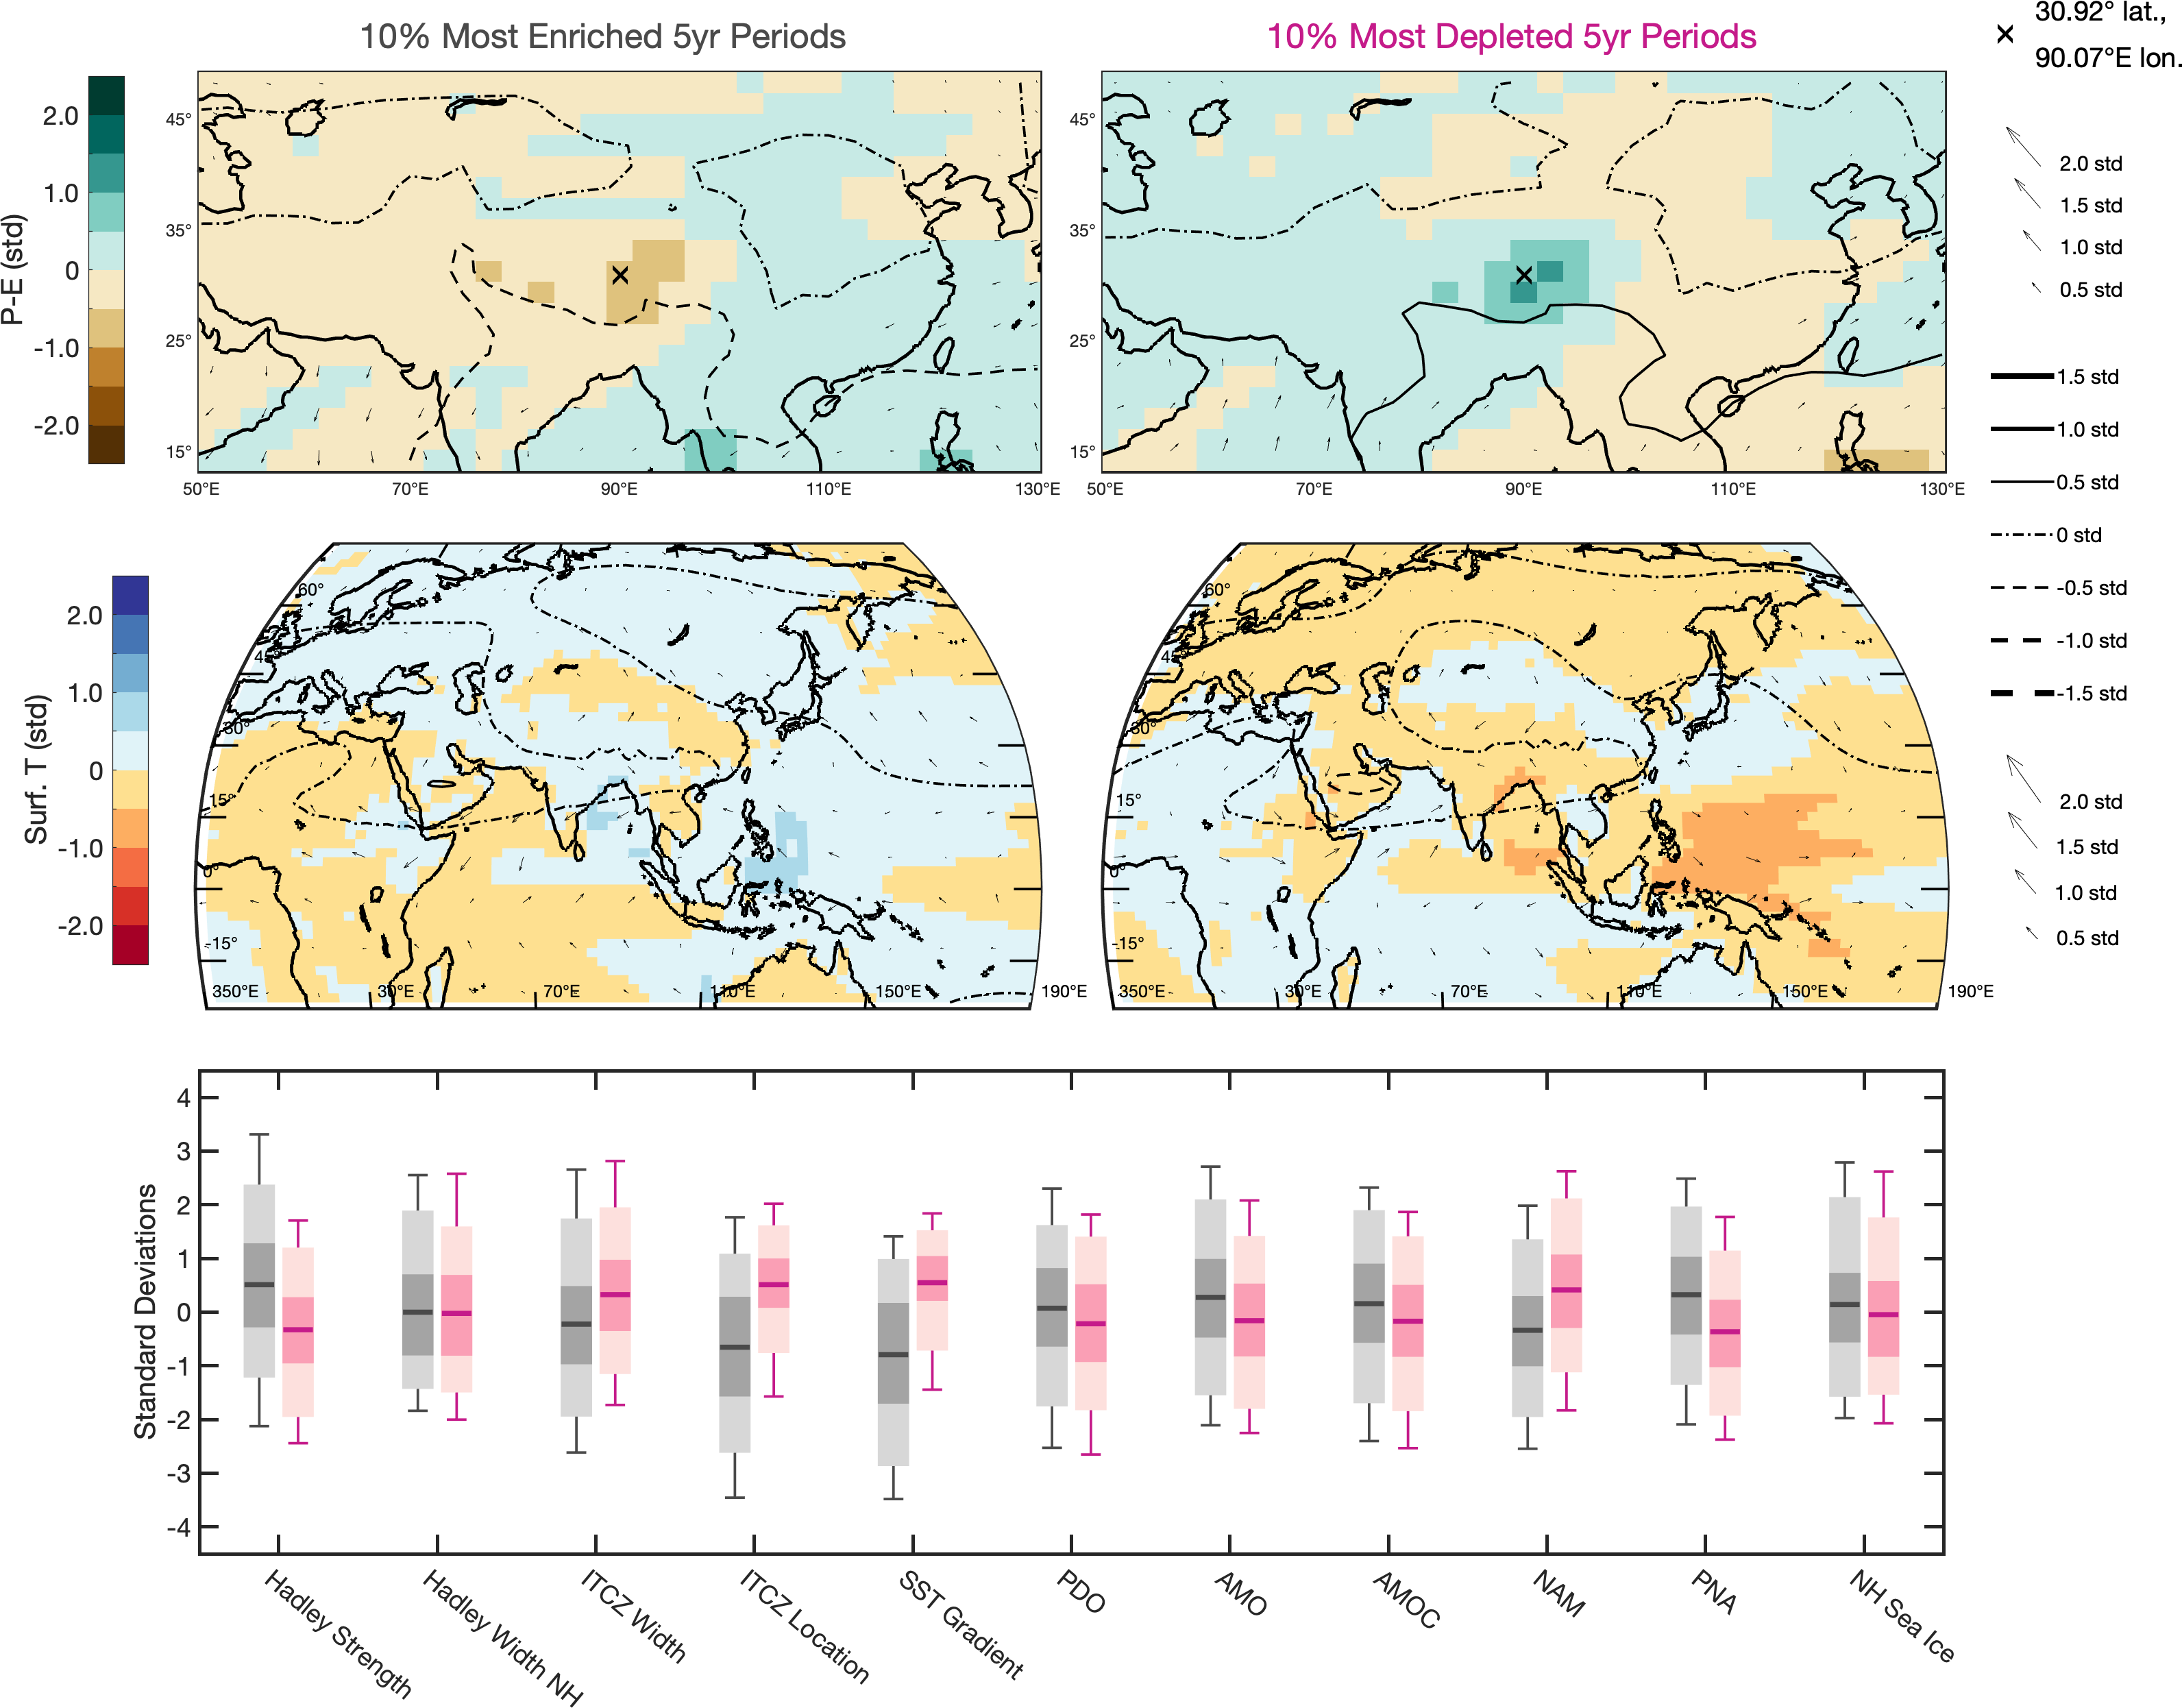 10% Most Enriched 5yr Periods
10% Most Depleted 5yr Periods
30.92° lat.,
90.07°E lon.
P-E (std)
2.0
1.0
0
-1.0
-2.0
45°
35°
25°
15°
50°E 70°E 90°E 110°E 130°E
45°
35°
25°
15°
50°E 70°E 90°E 110°E 130°E
2.0 std
1.5 std
1.0 std
0.5 std
1.5 std
1.0 std
0.5 std
0 std
-0.5 std
-1.0 std
-1.5 std
Surf. T (std)
2.0
1.0
0
-1.0
-2.0
60°
45°
30°
15°
0°
-15°
350°E 30°E 70°E 110°E 150°E 190°E
60°
45°
30°
15°
0°
-15°
350°E 30°E 70°E 110°E 150°E 190°E
2.0 std
1.5 std
1.0 std
0.5 std
Standard Deviations
4
3
2
1
0
-1
-2
-3
-4
Hadley Strength
Hadley Width NH
ITCZ Width
ITCZ Location
SST Gradient
PDO
AMO
AMOC
NAM
PNA
NH Sea Ice